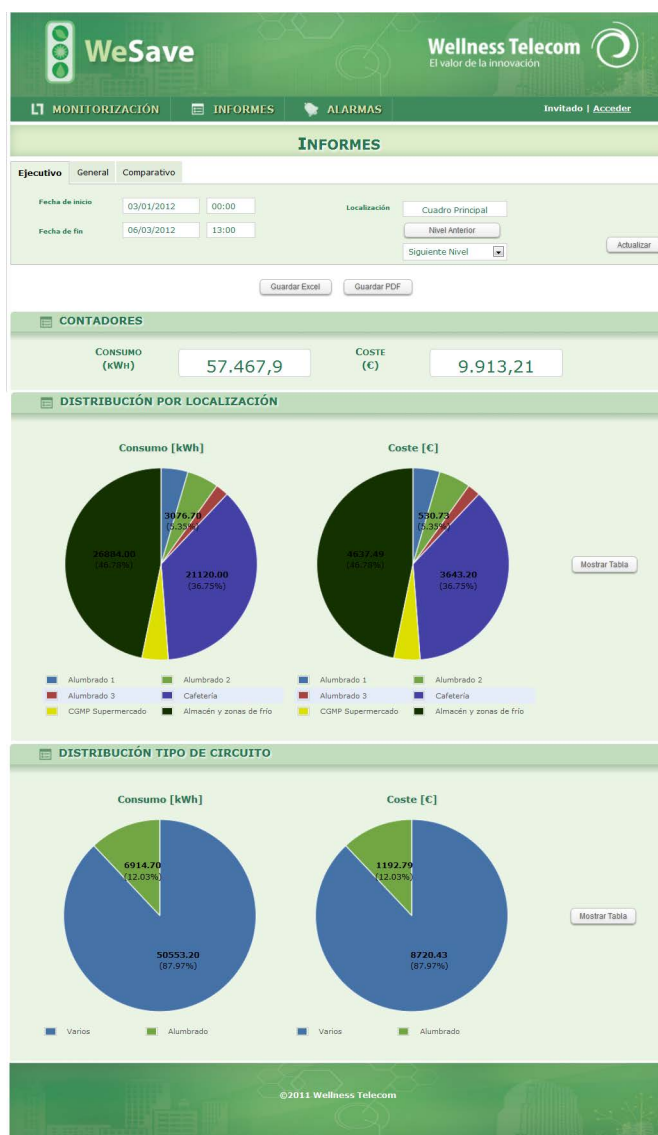 WeSave
Wellness Telecom
El valor de la innovación
MONITORIZACIÓN INFORMES ALARMAS Invitado | Acceder
INFORMES
Ejecutivo General Comparativo
Fecha de inicio 03/01/2012 00:00 Localización Cuadro Principal
Fecha de fin 06/03/2012 13:00 Nivel Anterior
Siguiente Nivel Actualizar
Guardar Excel Guardar PDF
CONTADORES
CONSUMO (KWH) 57.467,9 COSTE (€) 9.913,21
DISTRIBUCIÓN POR LOCALIZACIÓN
Consumo [kWh] Coste [€]
3076.70 530.73
(5.35%) (5.35%)
26884.00 4637.49
(46.78%) (46.78%)
21120.00 3643.20
(36.75%) (36.75%)
Mostrar Tabla
Alumbrado 1 Alumbrado 2 Alumbrado 1 Alumbrado 2
Alumbrado 3 Cafetería Alumbrado 3 Cafetería
CGMP Supermercado Almacén y zonas de frío CGMP Supermercado Almacén y zonas de frío
DISTRIBUCIÓN TIPO DE CIRCUITO
Consumo [kWh] Coste [€]
6914.70 1192.79
(12.03%) (12.03%)
Mostrar Tabla
50553.20 8720.43
(87.97%) (87.97%)
Varios Alumbrado Varios Alumbrado
©2011 Wellness Telecom